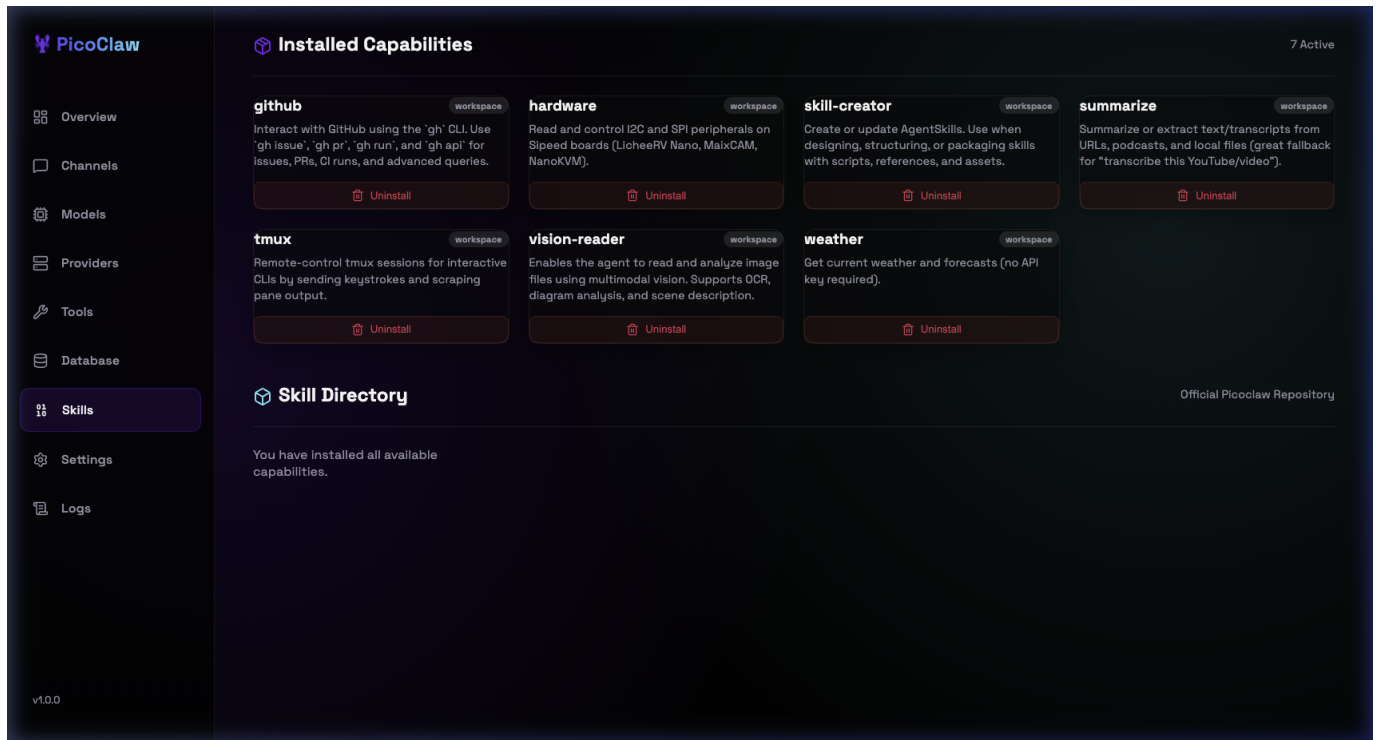 PicoClaw
Overview
Channels
Models
Providers
Tools
Database
Skills
Settings
Logs
v1.0.0
Installed Capabilities
7 Active
github
workspace
Interact with GitHub using the `gh` CLI. Use
`gh issue`, `gh pr`, `gh run`, and `gh api` for
issues, PRs, CI runs, and advanced queries.
Uninstall
hardware
workspace
Read and control I2C and SPI peripherals on
Sipeed boards (LicheeRV Nano, MaixCAM,
NanoKVM).
Uninstall
skill-creator
workspace
Create or update AgentSkills. Use when
designing, structuring, or packaging skills
with scripts, references, and assets.
Uninstall
summarize
workspace
Summarize or extract text/transcripts from
URLs, podcasts, and local files (great fallback
for “transcribe this YouTube/video”).
Uninstall
tmux
workspace
Remote-control tmux sessions for interactive
CLIs by sending keystrokes and scraping
pane output.
Uninstall
vision-reader
workspace
Enables the agent to read and analyze image
files using multimodal vision. Supports OCR,
diagram analysis, and scene description.
Uninstall
weather
workspace
Get current weather and forecasts (no API
key required).
Uninstall
Skill Directory
Official Picoclaw Repository
You have installed all available
capabilities.